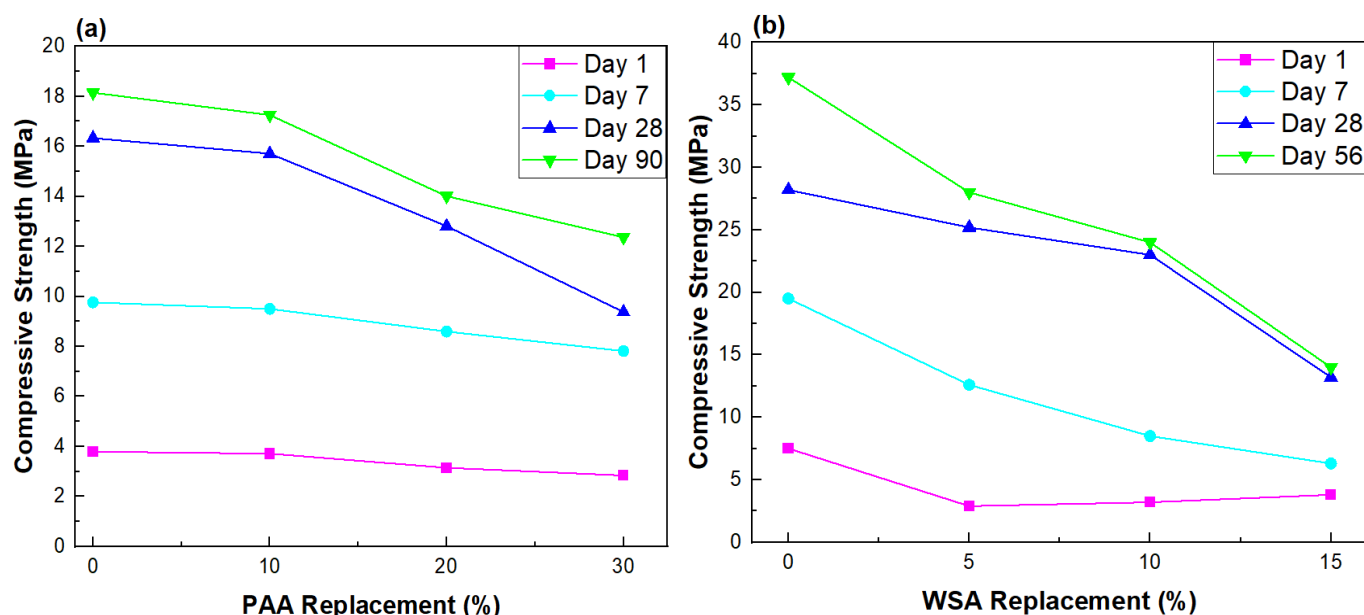 (a)
Compressive Strength (MPa)
20
18
16
14
12
10
8
6
4
2
0
Day 1
Day 7
Day 28
Day 90
0 10 20 30
PAA Replacement (%)
(b)
Compressive Strength (MPa)
40
35
30
25
20
15
10
5
0
Day 1
Day 7
Day 28
Day 56
0 5 10 15
WSA Replacement (%)